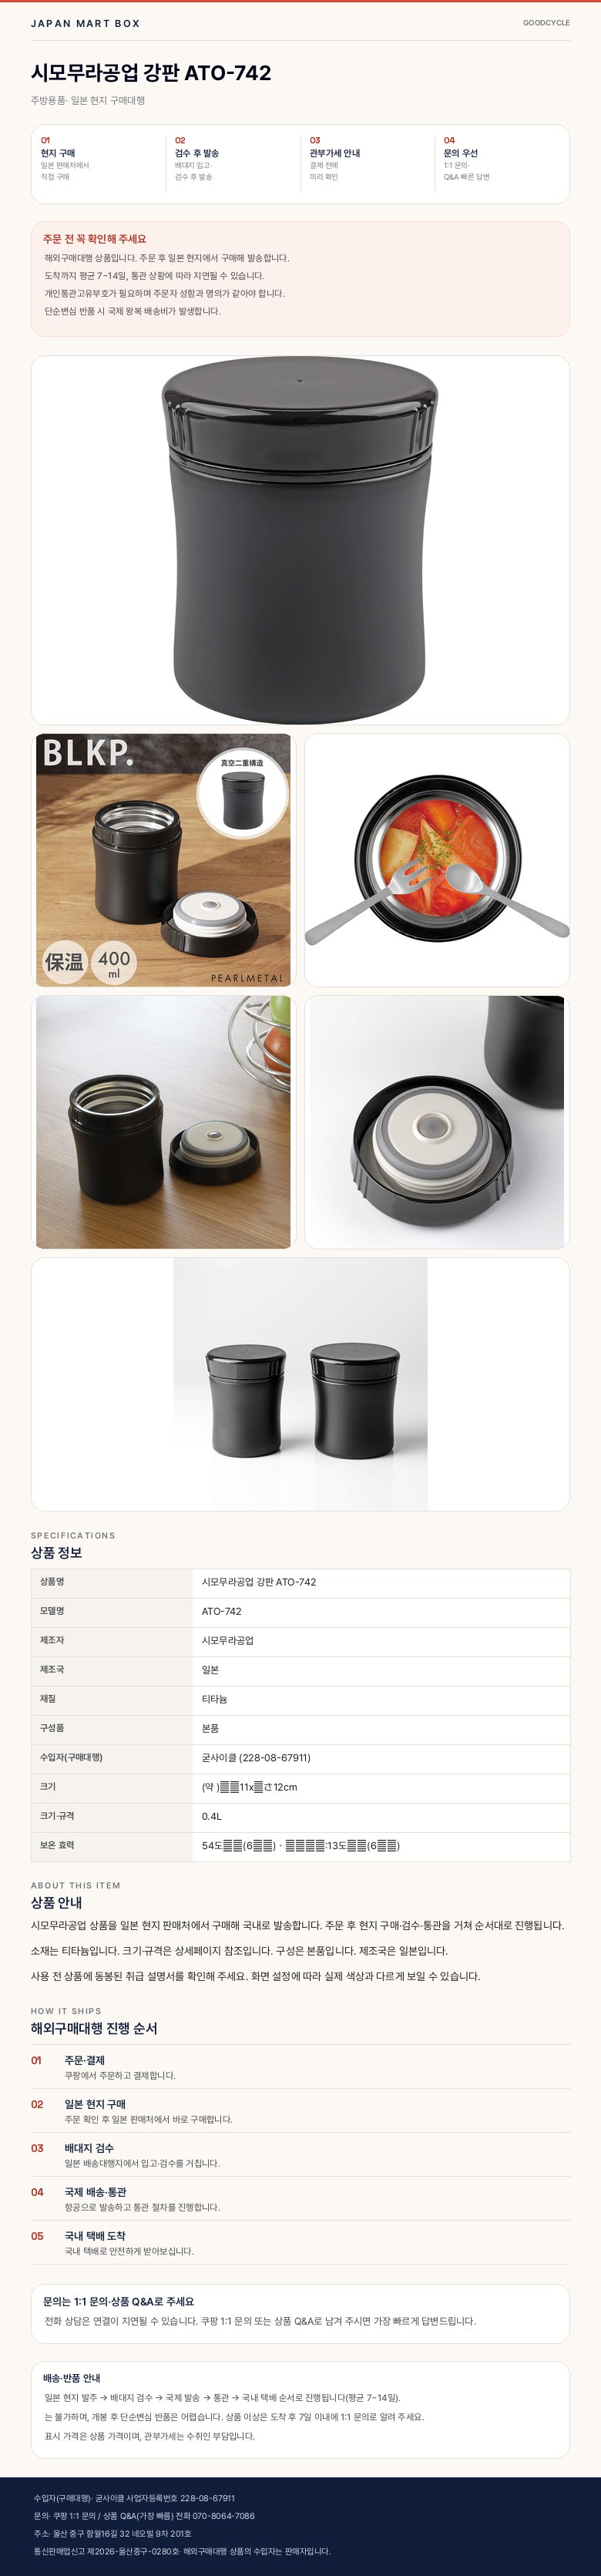 JAPAN MART BOX
GOODCYCLE
시모무라공업 강판 ATO-742
주방용품· 일본 현지 구매대행
01
현지 구매
일본 판매처에서
직접 구매
02
검수 후 발송
배대지 입고·
검수 후 발송
03
관부가세 안내
결제 전에
미리 확인
04
문의 우선
1:1 문의·
Q&A 빠른 답변
주문 전 꼭 확인해 주세요
해외구매대행 상품입니다. 주문 후 일본 현지에서 구매해 발송합니다.
도착까지 평균 7~14일, 통관 상황에 따라 지연될 수 있습니다.
개인통관고유부호가 필요하며 주문자 성함과 명의가 같아야 합니다.
단순변심 반품 시 국제 왕복 배송비가 발생합니다.
BLKP.
真空二重構造
保温
400
ml
PEARLMETAL
SPECIFICATIONS
상품 정보
상품명 시모무라공업 강판 ATO-742
모델명 ATO-742
제조자 시모무라공업
제조국 일본
재질 티타늄
구성품 본품
수입자(구매대행) 굳사이클 (228-08-67911)
크기 (약 )11x さ12cm
크기·규격 0.4L
보온 효력 54도(6) · :13도(6)
ABOUT THIS ITEM
상품 안내
시모무라공업 상품을 일본 현지 판매처에서 구매해 국내로 발송합니다. 주문 후 현지 구매·검수·통관을 거쳐 순서대로 진행됩니다.
소재는 티타늄입니다. 크기·규격은 상세페이지 참조입니다. 구성은 본품입니다. 제조국은 일본입니다.
사용 전 상품에 동봉된 취급 설명서를 확인해 주세요. 화면 설정에 따라 실제 색상과 다르게 보일 수 있습니다.
HOW IT SHIPS
해외구매대행 진행 순서
01 주문·결제
쿠팡에서 주문하고 결제합니다.
02 일본 현지 구매
주문 확인 후 일본 판매처에서 바로 구매합니다.
03 배대지 검수
일본 배송대행지에서 입고·검수를 거칩니다.
04 국제 배송·통관
항공으로 발송하고 통관 절차를 진행합니다.
05 국내 택배 도착
국내 택배로 안전하게 받아보십니다.
문의는 1:1 문의·상품 Q&A로 주세요
전화 상담은 연결이 지연될 수 있습니다. 쿠팡 1:1 문의 또는 상품 Q&A로 남겨 주시면 가장 빠르게 답변드립니다.
배송·반품 안내
일본 현지 발주 → 배대지 검수 → 국제 발송 → 통관 → 국내 택배 순서로 진행됩니다(평균 7~14일).
는 불가하며, 개봉 후 단순변심 반품은 어렵습니다. 상품 이상은 도착 후 7일 이내에 1:1 문의로 알려 주세요.
표시 가격은 상품 가격이며, 관부가세는 수취인 부담입니다.
수입자(구매대행)· 굳사이클 사업자등록번호 228-08-67911
문의· 쿠팡 1:1 문의 / 상품 Q&A(가장 빠름) 전화 070-8064-7086
주소· 울산 중구 함월16길 32 네오빌 9차 201호
통신판매업신고 제2026-울산중구-0280호· 해외구매대행 상품의 수입자는 판매자입니다.